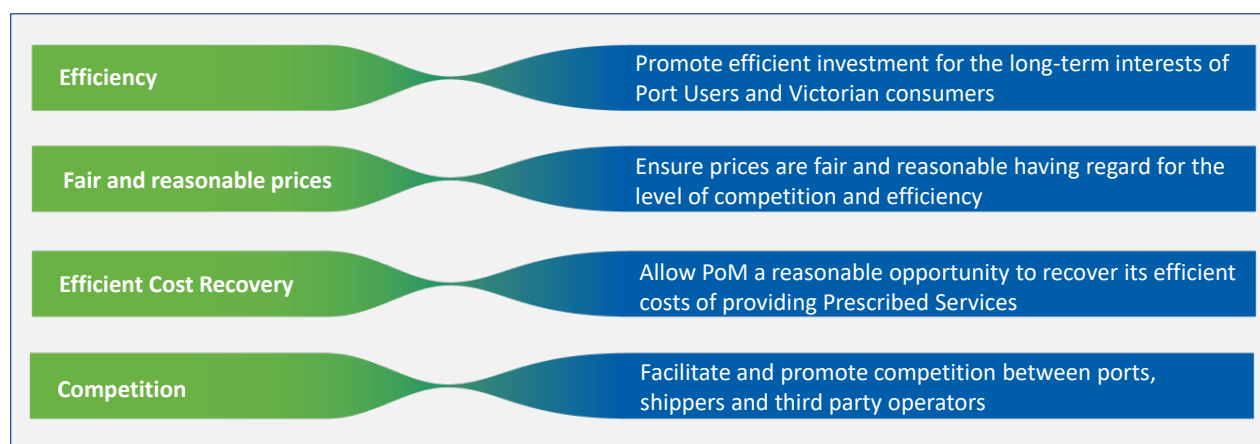 Efficiency
Promote efficient investment for the long-term interests of
Port Users and Victorian consumers
Fair and reasonable prices
Ensure prices are fair and reasonable having regard for the
level of competition and efficiency
Efficient Cost Recovery
Allow PoM a reasonable opportunity to recover its efficient
costs of providing Prescribed Services
Competition
Facilitate and promote competition between ports,
shippers and third party operators